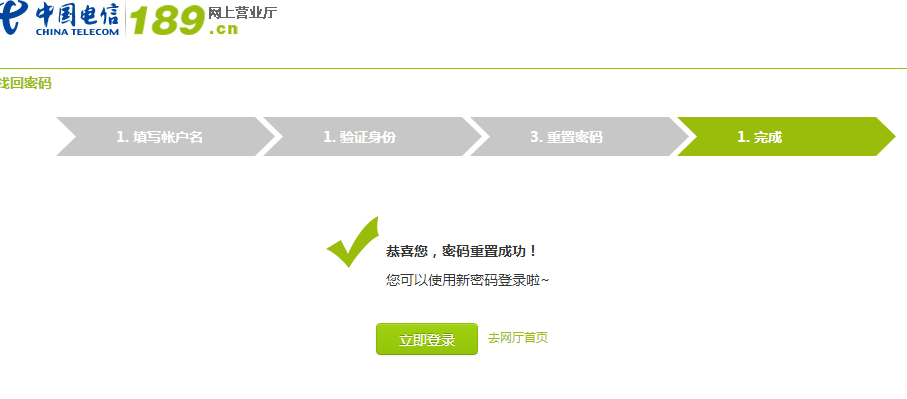 中国电信
CHINA TELECOM
189
.cn
网上营业厅
找回密码
1. 填写帐户名
1. 验证身份
3. 重置密码
1. 完成
恭喜您，密码重置成功！
您可以使用新密码登录啦~
立即登录
去网厅首页